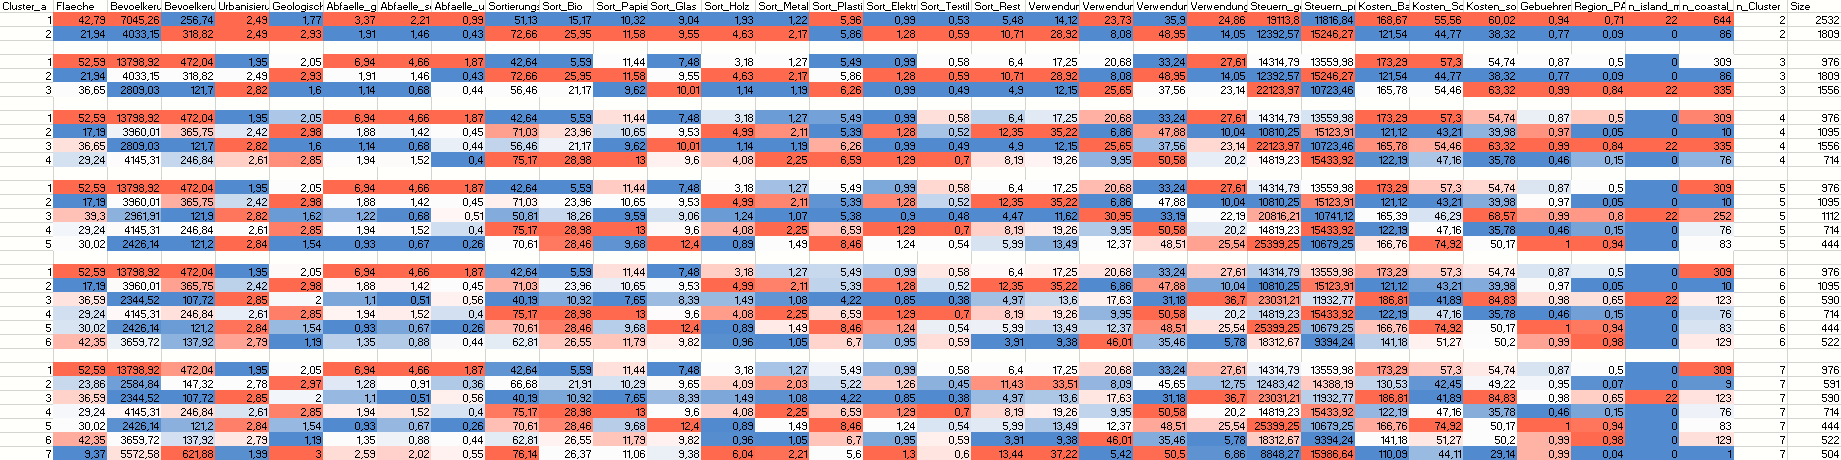 Cluster_a Flaeche Bevoelkeru Bevoelkeru Urbanisieru Geologisch Abfaelle_g Abfaelle_s Abfaelle_u Sortierungs Sort_Bio Sort_Papie Sort_Glas Sort_Holz Sort_Metal Sort_Plasti Sort_Elektr Sort_Textil Sort_Rest Verwendur Verwendur Verwendur Verwendung Steuern_ge Steuern_pr Kosten_Ba Kosten_Sc Kosten_so Gebuehren Region_PA n_island_m n_coastal_ n_Cluster Size
1 42,79 7045,26 256,74 2,49 1,77 3,37 2,21 0,99 51,13 15,17 10,32 9,04 1,93 1,27 5,96 0,94 0,53 5,48 14,12 23,73 35,9 24,86 19113,8 11816,84 168,67 55,56 60,02 0,94 0,71 22 644 2 2532
2 21,94 4033,15 318,82 2,49 2,93 1,91 1,46 0,43 72,66 25,95 11,58 9,55 4,63 2,17 5,86 1,28 0,59 10,71 28,92 8,08 48,95 14,05 12392,57 15246,27 121,54 44,77 38,32 0,77 0,09 0 86 2 1809
1 52,59 13798,92 472,04 1,95 2,05 6,94 4,66 1,87 42,64 5,59 11,44 7,48 3,18 1,27 5,49 0,99 0,58 6,4 17,25 20,68 33,24 27,61 14314,79 13559,98 173,29 57,3 54,74 0,87 0,5 0 309 3 976
2 21,94 4033,15 318,82 2,49 2,93 1,91 1,46 0,43 72,66 25,95 11,58 9,55 4,63 2,17 5,86 1,28 0,59 10,71 28,92 8,08 48,95 14,05 12392,57 15246,27 121,54 44,77 38,32 0,77 0,09 0 86 3 1809
3 36,65 2809,03 121,7 2,82 1,6 1,14 0,68 0,44 56,46 21,17 9,62 10,01 1,14 1,19 6,26 0,93 0,49 4,9 12,15 25,65 37,56 23,14 22123,97 10723,46 165,78 54,46 63,32 0,99 0,84 22 335 3 1556
1 52,59 13798,92 472,04 1,95 2,05 6,94 4,66 1,87 42,64 5,59 11,44 7,48 3,18 1,27 5,49 0,99 0,58 6,4 17,25 20,68 33,24 27,61 14314,79 13559,98 173,29 57,3 54,74 0,87 0,5 0 309 4 976
2 17,19 3960,01 365,75 2,42 2,98 1,88 1,42 0,45 71,03 23,96 10,65 9,53 4,99 2,11 5,39 1,28 0,52 12,35 35,22 6,86 47,88 10,04 10810,25 15123,91 121,12 43,21 39,98 0,97 0,05 0 10 4 1095
3 36,65 2809,03 121,7 2,82 1,6 1,14 0,68 0,44 56,46 21,17 9,62 10,01 1,14 1,19 6,26 0,93 0,49 4,9 12,15 25,65 37,56 23,14 22123,97 10723,46 165,78 54,46 63,32 0,99 0,84 22 335 4 1556
4 29,24 4145,31 246,84 2,61 2,85 1,94 1,52 0,4 75,17 28,98 13 9,6 4,08 2,25 6,59 1,29 0,7 8,19 19,26 9,95 50,58 20,2 14819,23 15433,92 122,19 47,16 35,78 0,46 0,15 0 76 4 714
1 52,59 13798,92 472,04 1,95 2,05 6,94 4,66 1,87 42,64 5,59 11,44 7,48 3,18 1,27 5,49 0,99 0,58 6,4 17,25 20,68 33,24 27,61 14314,79 13559,98 173,29 57,3 54,74 0,87 0,5 0 309 5 976
2 17,19 3960,01 365,75 2,42 2,98 1,88 1,42 0,45 71,03 23,96 10,65 9,53 4,99 2,11 5,39 1,28 0,52 12,35 35,22 6,86 47,88 10,04 10810,25 15123,91 121,12 43,21 39,98 0,97 0,05 0 10 5 1095
3 39,3 2961,91 121,9 2,82 1,62 1,22 0,68 0,51 50,81 18,26 9,59 9,06 1,24 1,07 5,38 0,9 0,48 4,47 11,62 30,95 33,19 22,19 20816,21 10741,12 165,39 46,29 68,57 0,99 0,8 22 252 5 1112
4 29,24 4145,31 246,84 2,61 2,85 1,94 1,52 0,4 75,17 28,98 13 9,6 4,08 2,25 6,59 1,29 0,7 8,19 19,26 9,95 50,58 20,2 14819,23 15433,92 122,19 47,16 35,78 0,46 0,15 0 76 5 714
5 30,02 2426,14 121,2 2,84 1,54 0,93 0,67 0,26 70,61 28,46 9,68 12,4 0,89 1,49 8,46 1,24 0,54 5,99 13,49 12,37 48,51 25,54 25399,25 10679,25 166,76 74,92 50,17 1 0,94 0 83 5 444
1 52,59 13798,92 472,04 1,95 2,05 6,94 4,66 1,87 42,64 5,59 11,44 7,48 3,18 1,27 5,49 0,99 0,58 6,4 17,25 20,68 33,24 27,61 14314,79 13559,98 173,29 57,3 54,74 0,87 0,5 0 309 6 976
2 17,19 3960,01 365,75 2,42 2,98 1,88 1,42 0,45 71,03 23,96 10,65 9,53 4,99 2,11 5,39 1,28 0,52 12,35 35,22 6,86 47,88 10,04 10810,25 15123,91 121,12 43,21 39,98 0,97 0,05 0 10 6 1095
3 36,59 2344,52 107,72 2,85 2 1,1 0,51 0,56 40,19 10,92 7,65 8,39 1,49 1,08 4,22 0,85 0,38 4,97 13,6 17,63 31,18 36,7 23031,21 11932,77 186,81 41,89 84,83 0,98 0,65 22 123 6 590
4 29,24 4145,31 246,84 2,61 2,85 1,94 1,52 0,4 75,17 28,98 13 9,6 4,08 2,25 6,59 1,29 0,7 8,19 19,26 9,95 50,58 20,2 14819,23 15433,92 122,19 47,16 35,78 0,46 0,15 0 76 6 714
5 30,02 2426,14 121,2 2,84 1,54 0,93 0,67 0,26 70,61 28,46 9,68 12,4 0,89 1,49 8,46 1,24 0,54 5,99 13,49 12,37 48,51 25,54 25399,25 10679,25 166,76 74,92 50,17 1 0,94 0 83 6 444
6 42,35 3659,72 137,92 2,79 1,19 1,35 0,88 0,44 62,81 26,55 11,79 9,82 0,96 1,05 6,7 0,95 0,59 3,91 9,38 46,01 35,46 5,78 18312,67 9394,24 141,18 51,27 50,2 0,99 0,98 0 129 6 522
1 52,59 13798,92 472,04 1,95 2,05 6,94 4,66 1,87 42,64 5,59 11,44 7,48 3,18 1,27 5,49 0,99 0,58 6,4 17,25 20,68 33,24 27,61 14314,79 13559,98 173,29 57,3 54,74 0,87 0,5 0 309 7 976
2 23,86 2584,84 147,32 2,78 2,97 1,28 0,91 0,36 66,68 21,91 10,29 9,65 4,09 2,03 5,22 1,26 0,45 11,43 33,51 8,09 45,65 12,75 12483,42 14388,19 130,53 42,45 49,22 0,95 0,07 0 9 7 591
3 36,59 2344,52 107,72 2,85 2 1,1 0,51 0,56 40,19 10,92 7,65 8,39 1,49 1,08 4,22 0,85 0,38 4,97 13,6 17,63 31,18 36,7 23031,21 11932,77 186,81 41,89 84,83 0,98 0,65 22 123 7 590
4 29,24 4145,31 246,84 2,61 2,85 1,94 1,52 0,4 75,17 28,98 13 9,6 4,08 2,25 6,59 1,29 0,7 8,19 19,26 9,95 50,58 20,2 14819,23 15433,92 122,19 47,16 35,78 0,46 0,15 0 76 7 714
5 30,02 2426,14 121,2 2,84 1,54 0,93 0,67 0,26 70,61 28,46 9,68 12,4 0,89 1,49 8,46 1,24 0,54 5,99 13,49 12,37 48,51 25,54 25399,25 10679,25 166,76 74,92 50,17 1 0,94 0 83 7 444
6 42,35 3659,72 137,92 2,79 1,19 1,35 0,88 0,44 62,81 26,55 11,79 9,82 0,96 1,05 6,7 0,95 0,59 3,91 9,38 46,01 35,46 5,78 18312,67 9394,24 141,18 51,27 50,2 0,99 0,98 0 129 7 522
7 9,37 5572,58 621,88 1,99 3 2,59 2,02 0,55 76,14 26,37 11,06 9,38 6,04 2,21 5,6 1,3 0,6 13,44 37,22 5,42 50,5 6,86 8848,27 15986,64 110,09 44,11 29,14 0,99 0,04 0 1 7 504